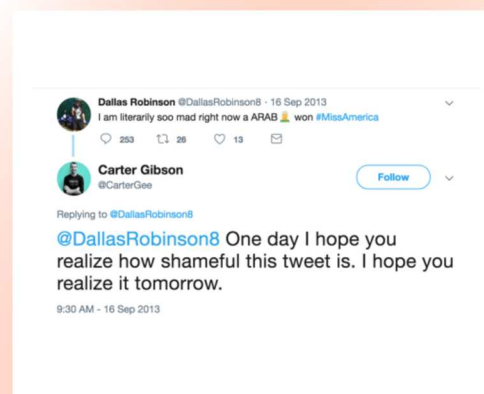 Dallas Robinson @DallasRobinson8 · 16 Sep 2013
I am literarily soo mad right now a ARAB won #MissAmerica
253 26 13
Carter Gibson
@CarterGee
Follow
Replying to @DallasRobinson8
@DallasRobinson8 One day I hope you
realize how shameful this tweet is. I hope you
realize it tomorrow.
9:30 AM - 16 Sep 2013